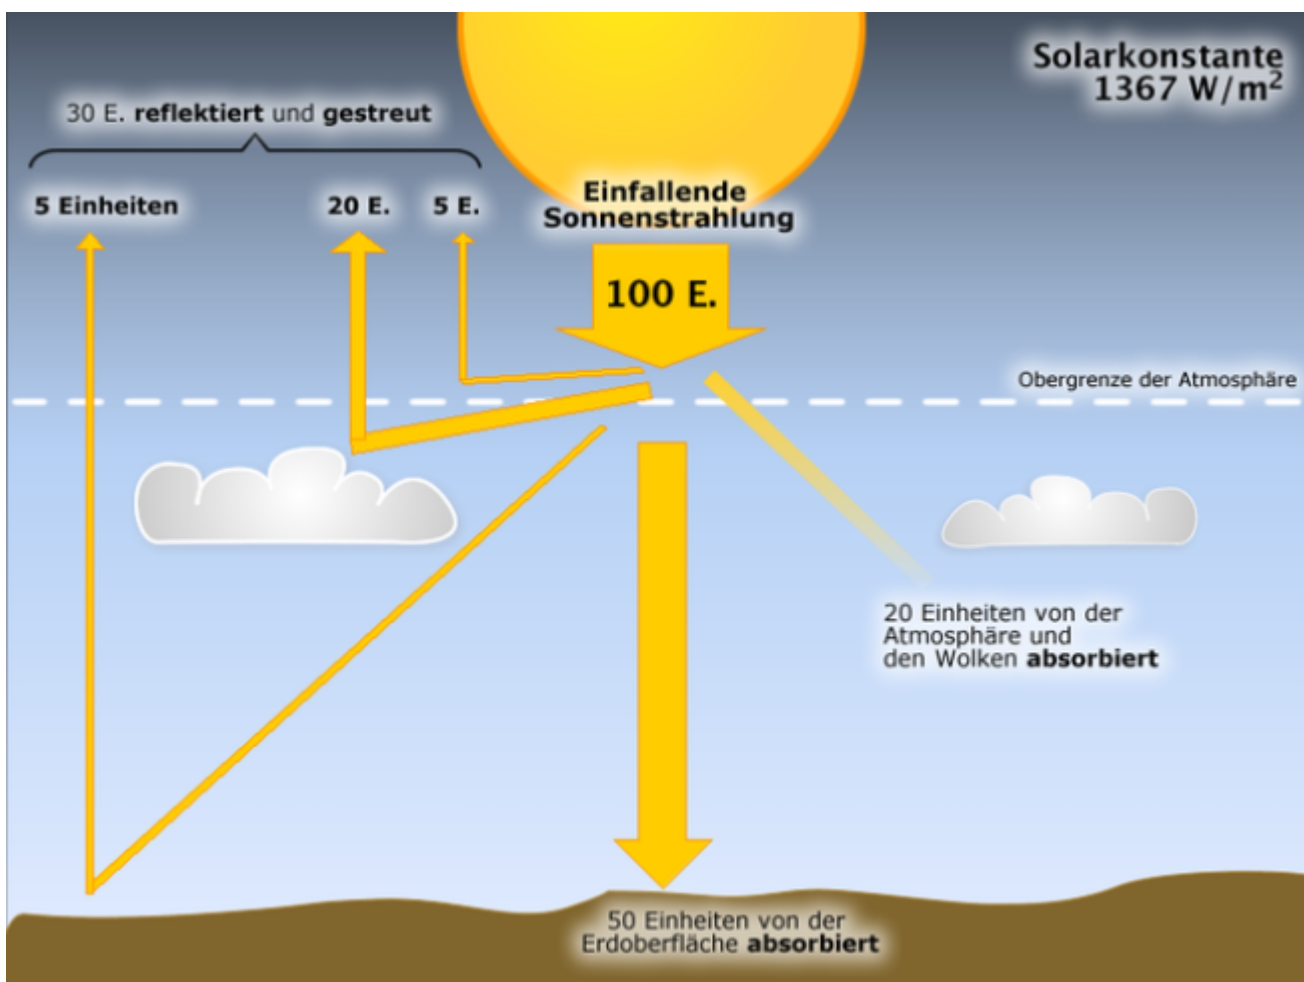 Solarkonstante
1367 W/m²
30 E. reflektiert und gestreut
5 Einheiten
20 E.
5 E.
Einfallende
Sonnenstrahlung
100 E.
Obergrenze der Atmosphäre
20 Einheiten von der
Atmosphäre und
den Wolken absorbiert
50 Einheiten von der
Erdoberfläche absorbiert